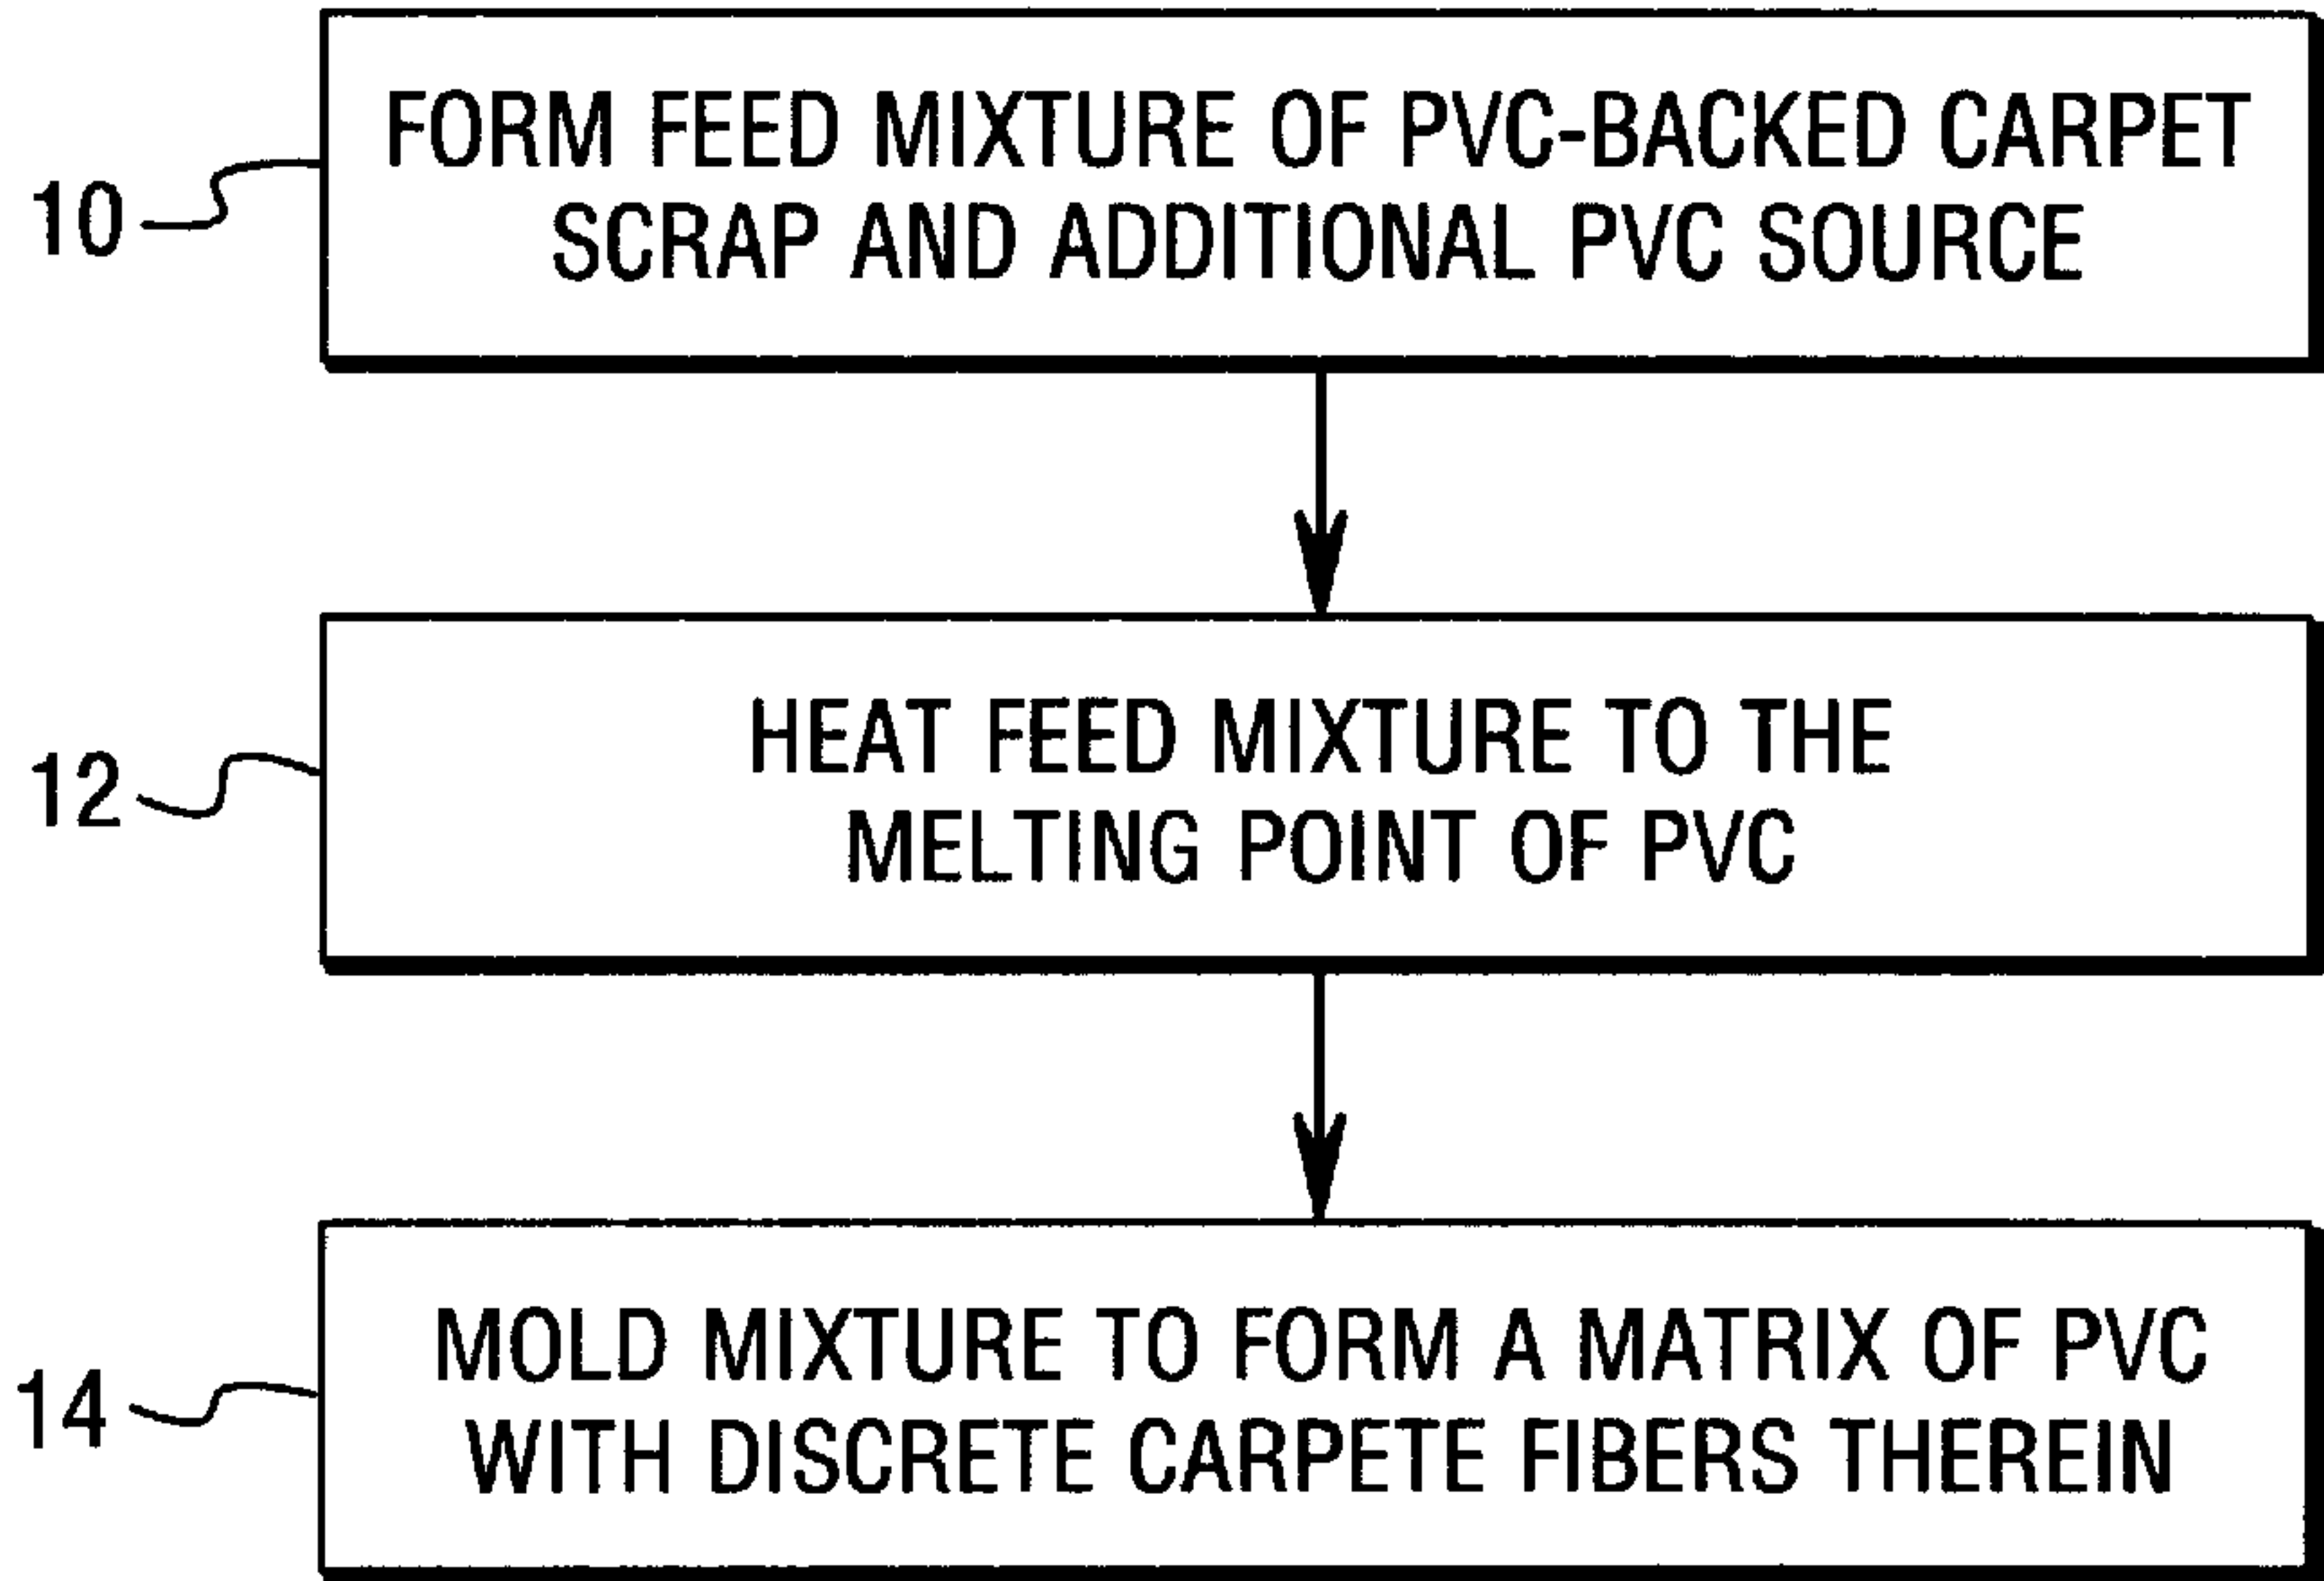 10
FORM FEED MIXTURE OF PVC-BACKED CARPET
SCRAP AND ADDITIONAL PVC SOURCE
12
HEAT FEED MIXTURE TO THE
MELTING POINT OF PVC
14
MOLD MIXTURE TO FORM A MATRIX OF PVC
WITH DISCRETE CARPETE FIBERS THEREIN